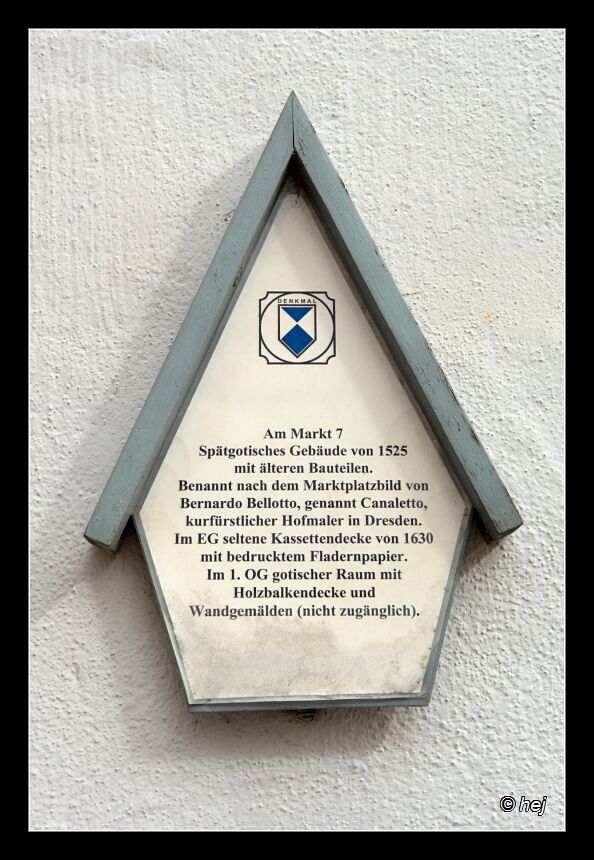 DENKMAL
Am Markt 7
Spätgotisches Gebäude von 1525
mit älteren Bauteilen.
Benannt nach dem Marktplatzbild von
Bernardo Bellotto, genannt Canaletto,
kurfürstlicher Hofmaler in Dresden.
Im EG seltene Kassettendecke von 1630
mit bedrucktem Fladernpapier.
Im 1. OG gotischer Raum mit
Holzbalkendecke und
Wandgemälden (nicht zugänglich).
© hej